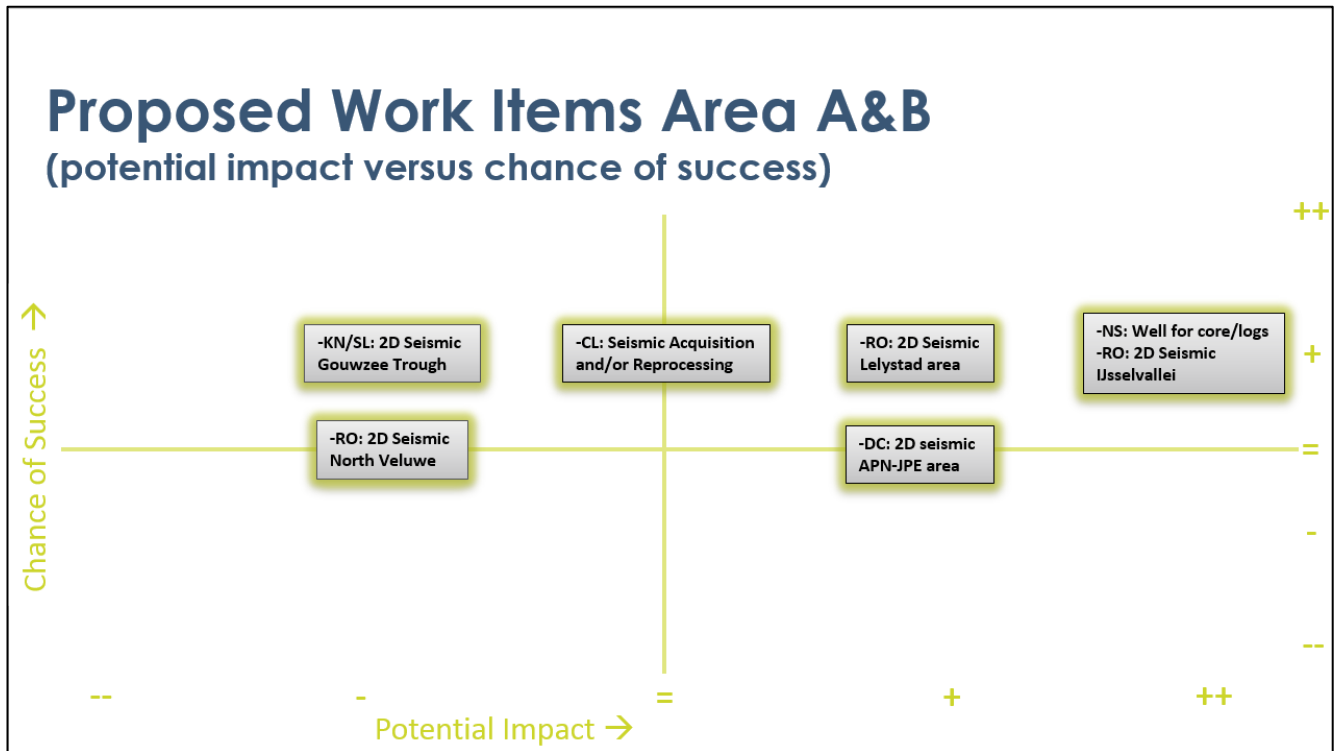 Proposed Work Items Area A&B
(potential impact versus chance of success)
++
-KN/SL: 2D Seismic
Gouwzee Trough
-CL: Seismic Acquisition
and/or Reprocessing
-RO: 2D Seismic
Lelystad area
-NS: Well for core/logs
-RO: 2D Seismic
IJsselvallei
+
-RO: 2D Seismic
North Veluwe
-DC: 2D seismic
APN-JPE area
=
-
--
Chance of Success →
--
-
=
+
++
Potential Impact →